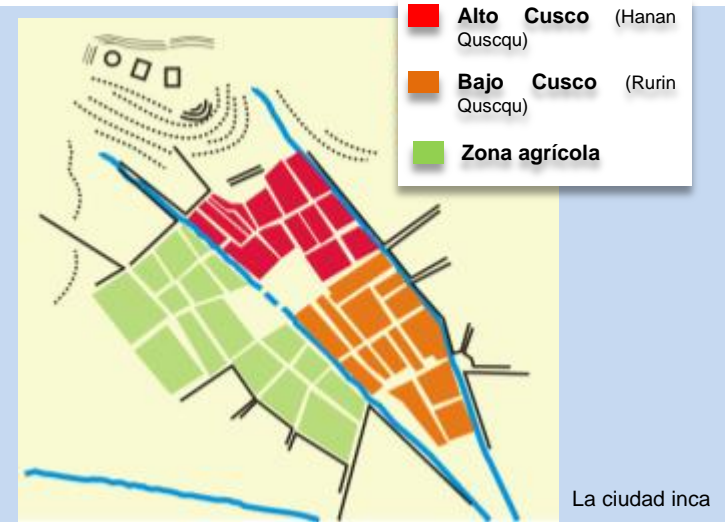 Alto Cusco (Hanan
Quscqu)
Bajo Cusco (Rurin
Quscqu)
Zona agrícola
La ciudad inca